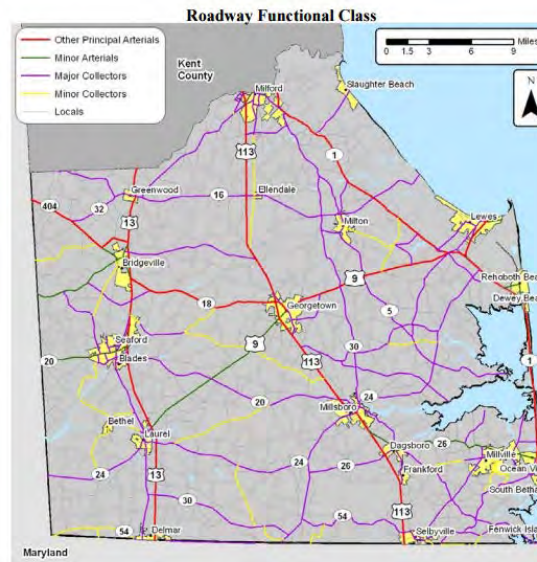 Roadway Functional Class
Other Principal Arterials
Minor Arterials
Major Collectors
Minor Collectors
Locals
0 1.5 3 6 9
Miles
N
Kent
County
Milford
Slaughter Beach
113
1
Greenwood
Ellendale
16
32
13
404
Milton
Lewes
Bridgeville
9
Rehoboth Bea
Dewey Bea
18
Georgetown
5
Seaford
Blades
20
9
113
30
1
24
20
Millsboro
Bethel
Laurel
Dagsboro
26
Millville
Ocean Vi
24
13
24
26
Frankford
South Betha
30
113
54
54
Delmar
Selbyville
Fenwick Isla
Maryland